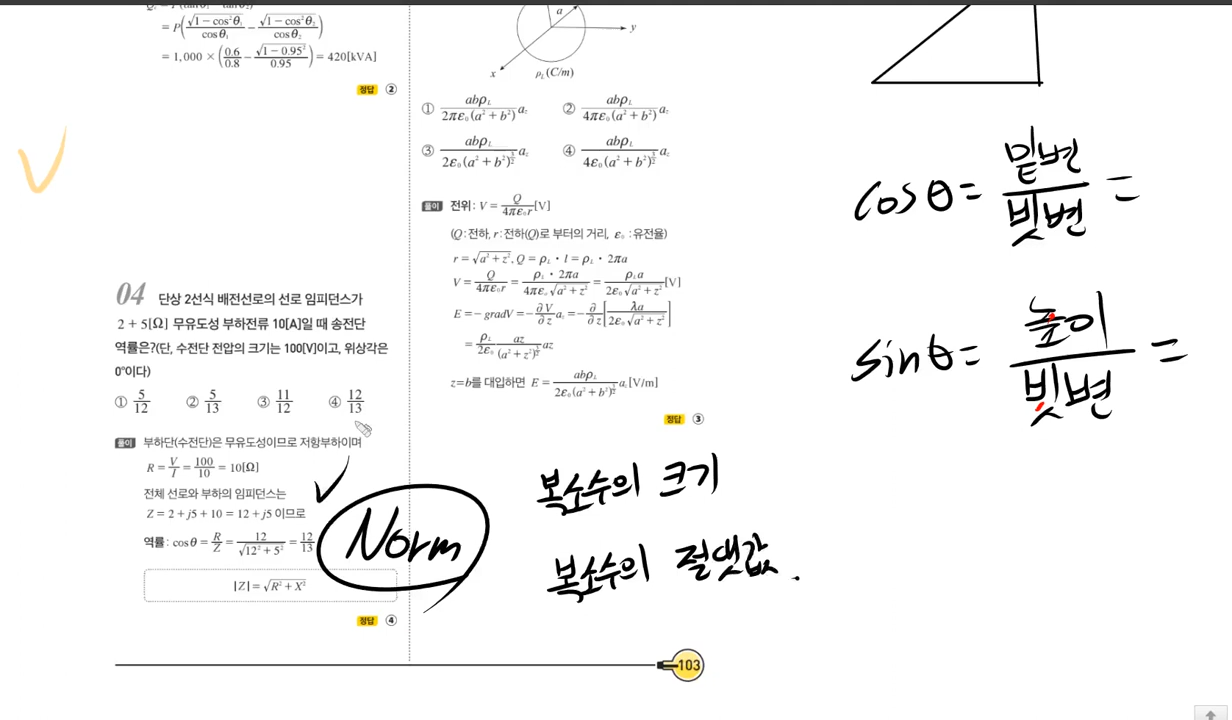 = P(√1−cos²θ₁/cosθ₁ − √1−cos²θ₂/cosθ₂)
= 1,000 × (0.6/0.8 − √1−0.95²/0.95) = 420[kVA]
정답 ②
04 단상 2선식 배전선로의 선로 임피던스가
2 + 5[Ω] 무유도성 부하전류 10[A]일 때 송전단
역률은?(단, 수전단 전압의 크기는 100[V]이고, 위상각은
0°이다)
① 5/12 ② 5/13 ③ 11/12 ④ 12/13
풀이 부하단(수전단)은 무유도성이므로 저항부하이며
R = V/I = 100/10 = 10[Ω]
전체 선로와 부하의 임피던스는
Z = 2 + j5 + 10 = 12 + j5 이므로
역률 : cosθ = R/Z = 12/√12²+5² = 12/13
|Z| = √R² + X²
정답 ④
a
y
x
ρL(C/m)
① abρL/2πε₀(a² + b²) az ② abρL/4πε₀(a² + b²) az
③ abρL/2ε₀(a² + b²)^3/2 az ④ abρL/4ε₀(a² + b²)^3/2 az
풀이 전위 : V = Q/4πε₀r [V]
(Q : 전하, r : 전하(Q)로 부터의 거리, ε₀ : 유전율)
r = √a² + z², Q = ρL · l = ρL · 2πa
V = Q/4πε₀r = ρL · 2πa/4πε₀√a² + z² = ρLa/2ε₀√a² + z² [V]
E = − gradV = −∂V/∂z az = −∂/∂z[λa/2ε₀√a² + z²]
= ρL/2ε₀ az/(a² + z²)^3/2 az
z=b를 대입하면 E = abρL/2ε₀(a² + b²)^3/2 az[V/m]
정답 ③
Norm
복소수의 크기
복소수의 절댓값.
cosθ = 밑변/빗변 =
sinθ = 높이/빗변 =
103